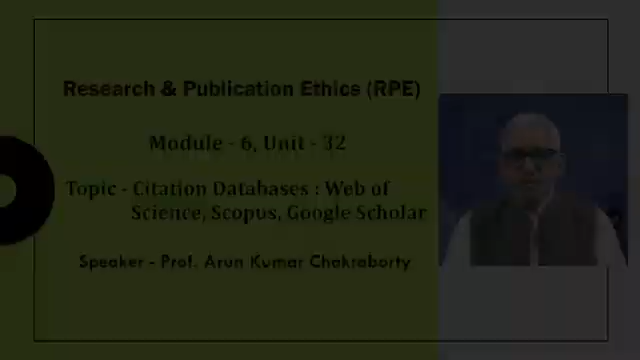 Research & Publication Ethics (RPE)
Module - 6, Unit - 32
Topic - Citation Databases : Web of
Science, Scopus, Google Scholar
Speaker - Prof. Arun Kumar Chakraborty